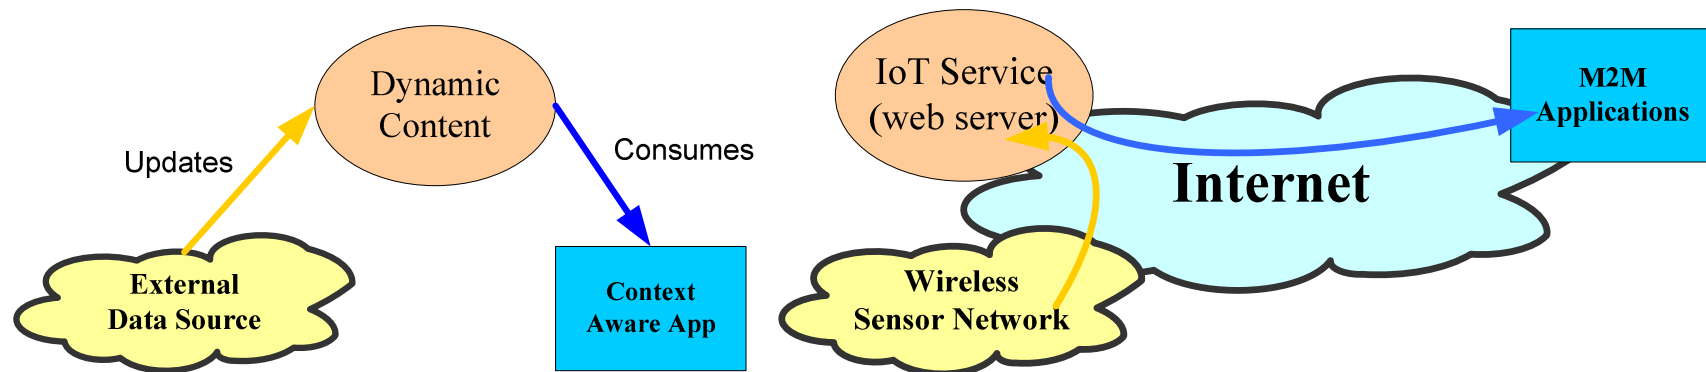 Dynamic
Content
Updates
Consumes
External
Data Source
Context
Aware App
IoT Service
(web server)
M2M
Applications
Internet
Wireless
Sensor Network